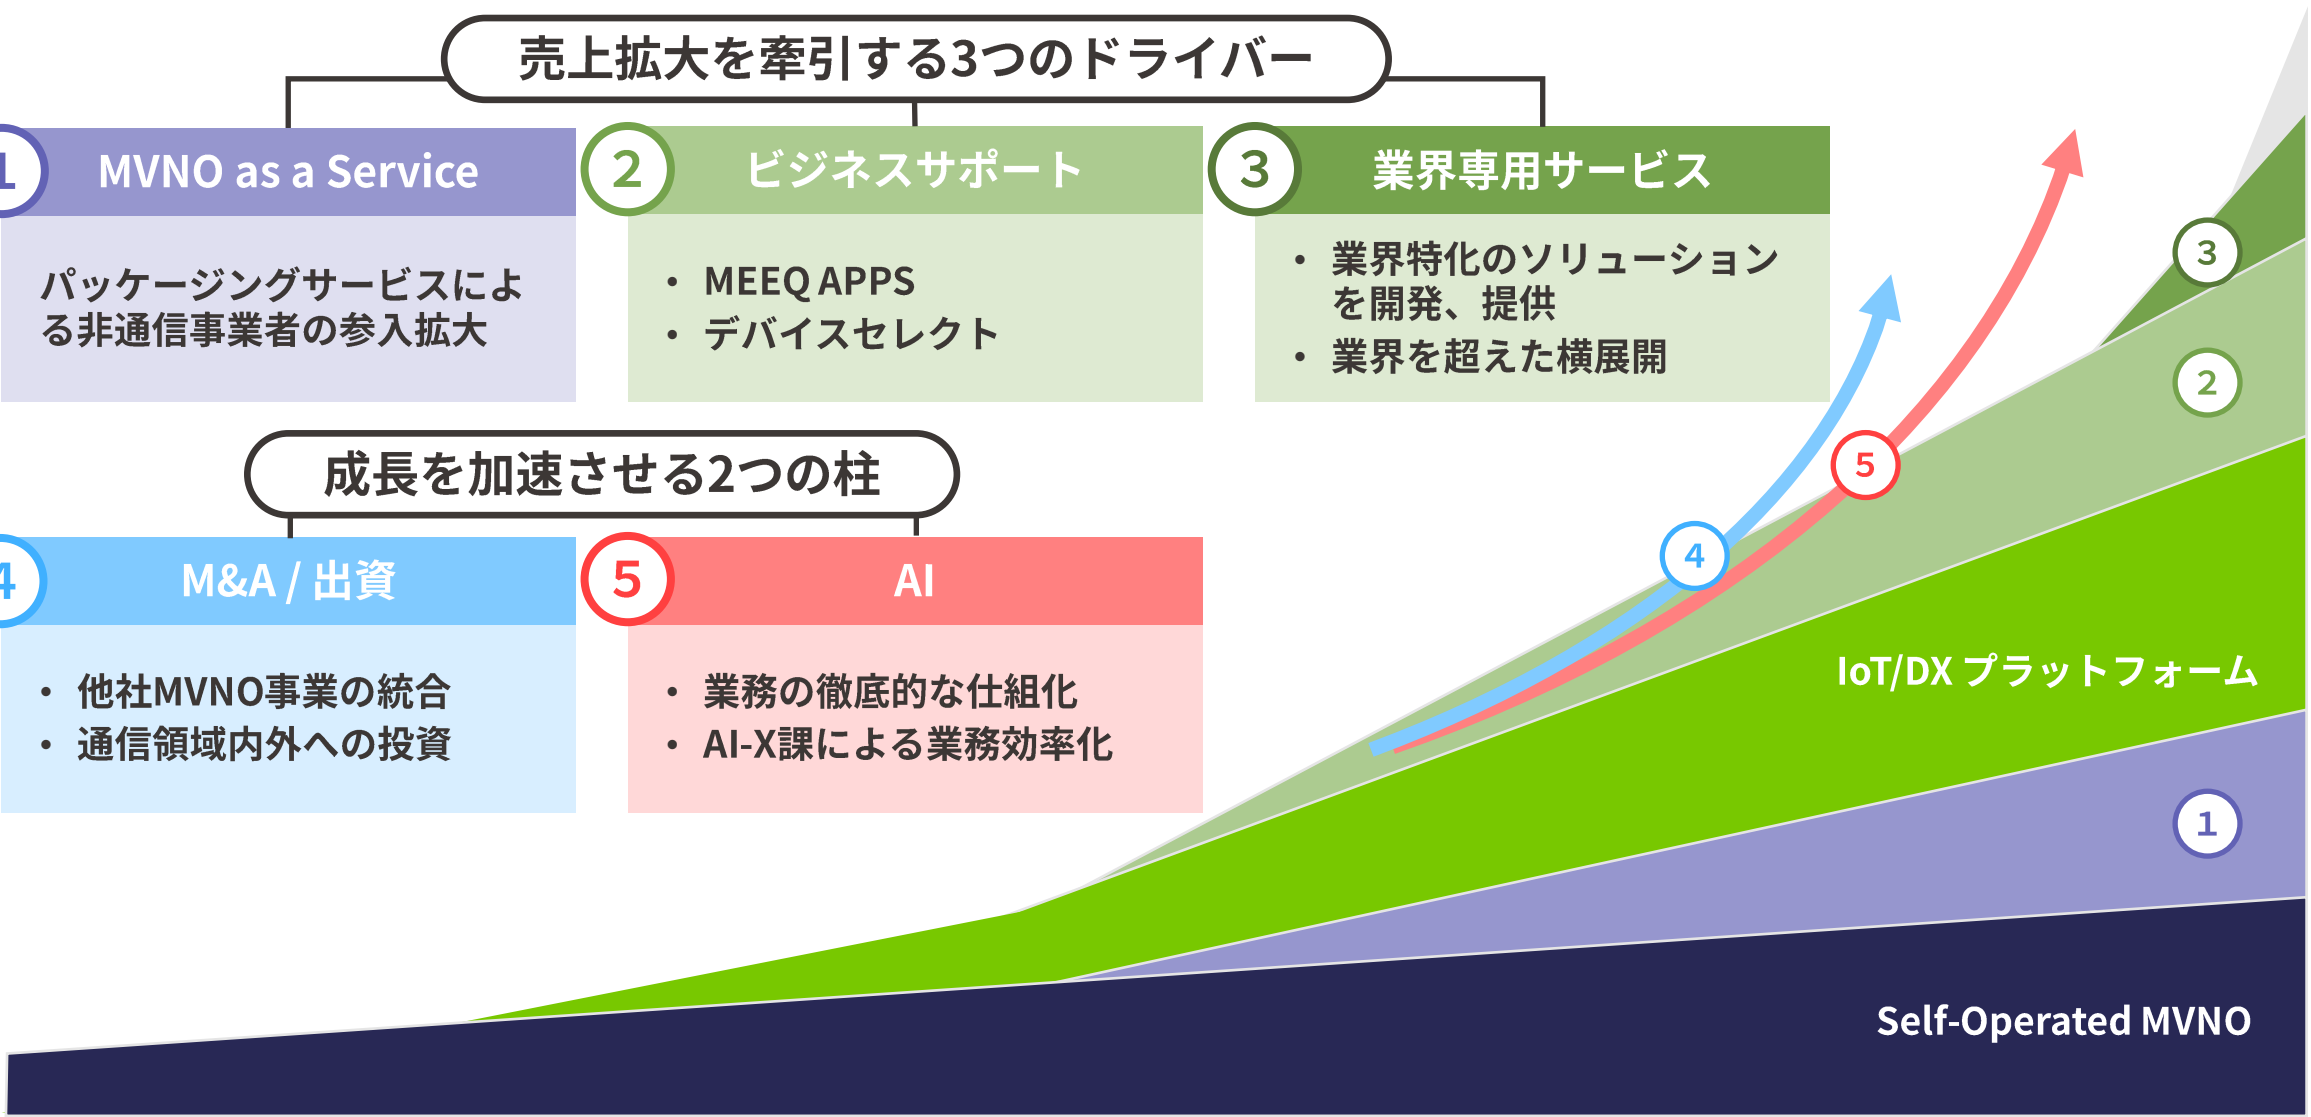 売上拡大を牽引する3つのドライバー
1 MVNO as a Service
パッケージングサービスによ
る非通信事業者の参入拡大
2 ビジネスサポート
• MEEQ APPS
• デバイスセレクト
3 業界専用サービス
• 業界特化のソリューション
を開発、提供
• 業界を超えた横展開
成長を加速させる2つの柱
4 M&A / 出資
• 他社MVNO事業の統合
• 通信領域内外への投資
5 AI
• 業務の徹底的な仕組化
• AI-X課による業務効率化
3
2
5
4
IoT/DX プラットフォーム
1
Self-Operated MVNO